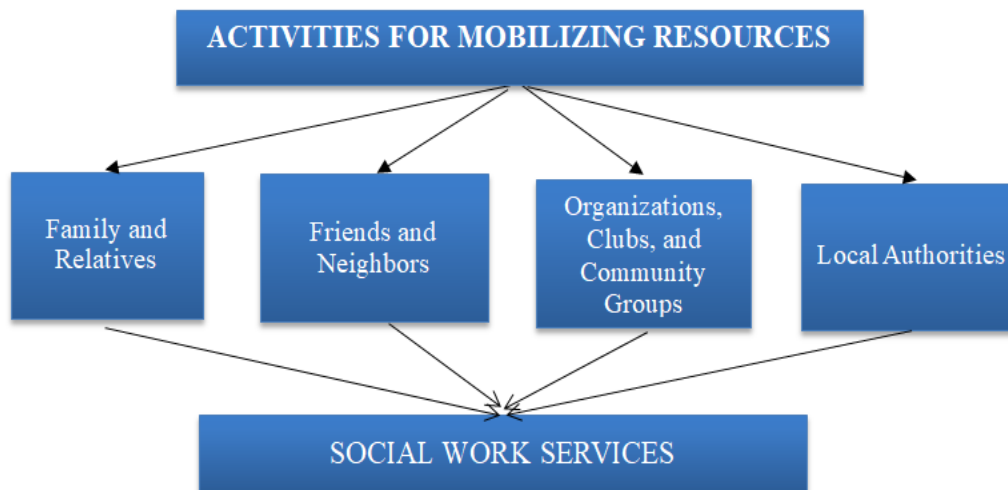 ACTIVITIES FOR MOBILIZING RESOURCES
Family and
Relatives
Friends and
Neighbors
Organizations,
Clubs, and
Community
Groups
Local Authorities
SOCIAL WORK SERVICES